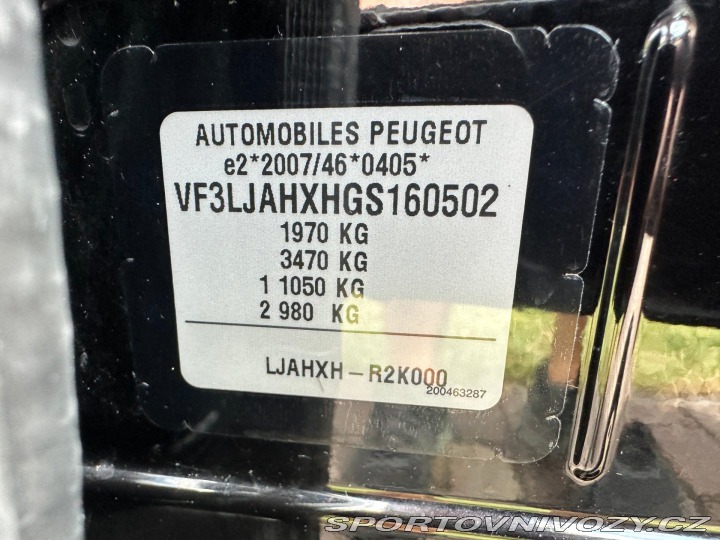 AUTOMOBILES PEUGEOT
e2*2007/46*0405*
VF3LJAHXHGS160502
1970 KG
3470 KG
1 1050 KG
2 980 KG
LJAHXH-R2K000
200463287
SPORTOVNIVOZY.CZ